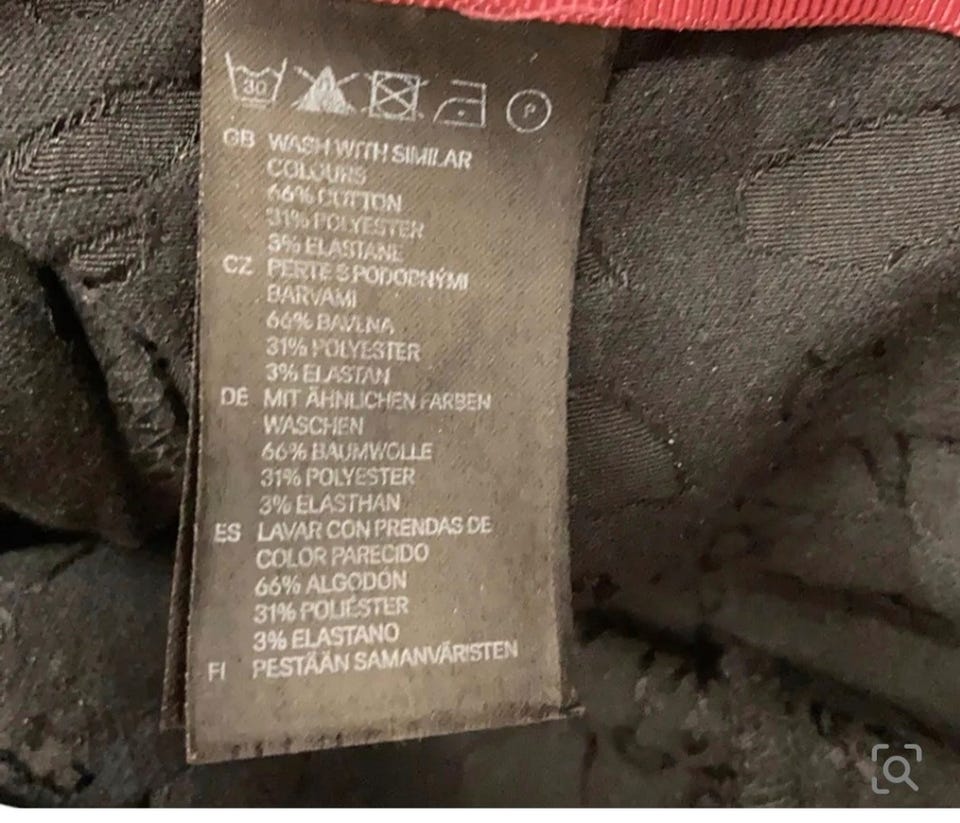 30 P
GB WASH WITH SIMILAR
COLOURS
66% COTTON
31% POLYESTER
3% ELASTANE
CZ PERTE S PODOBNÝMI
BARVAMI
66% BAVLNA
31% POLYESTER
3% ELASTAN
DE MIT ÄHNLICHEN FARBEN
WASCHEN
66% BAUMWOLLE
31% POLYESTER
3% ELASTHAN
ES LAVAR CON PRENDAS DE
COLOR PARECIDO
66% ALGODÓN
31% POLIÉSTER
3% ELASTANO
FI PESTÄÄN SAMANVÄRISTEN